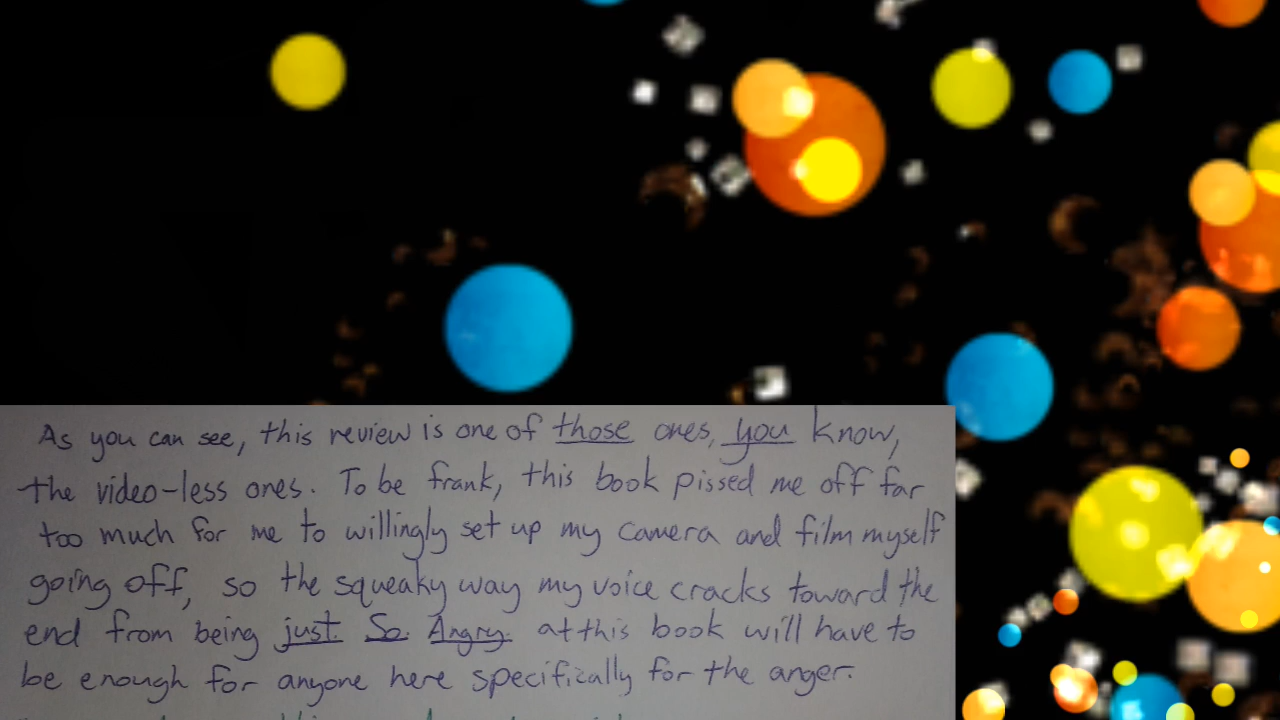 As you can see, this review is one of those ones, you know,
the video-less ones. To be frank, this book pissed me off far
too much for me to willingly set up my camera and film myself
going off, so the squeaky way my voice cracks toward the
end from being just. So. Angry. at this book will have to
be enough for anyone here specifically for the anger.